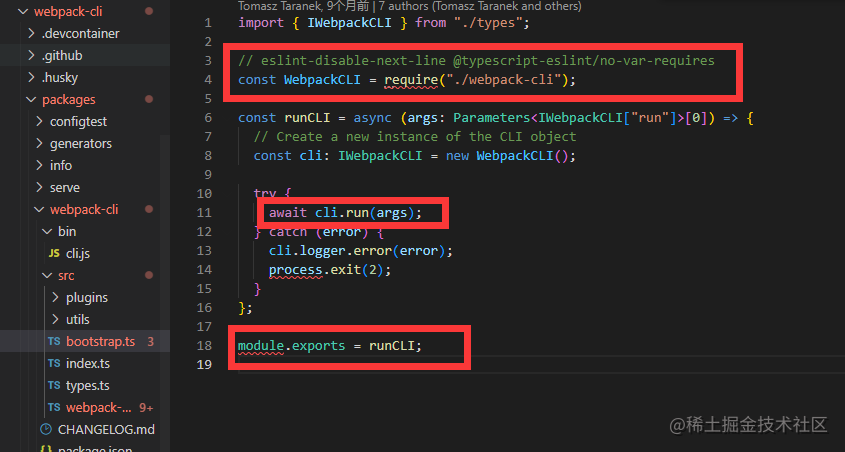 webpack-cli
.devcontainer
.github
.husky
packages
configtest
generators
info
serve
webpack-cli
bin
JS cli.js
src
plugins
utils
TS bootstrap.ts 3
TS index.ts
TS types.ts
TS webpack-... 9+
CHANGELOG.md
{} package.json
Tomasz Taranek, 9个月前 | 7 authors (Tomasz Taranek and others)
1 import { IWebpackCLI } from "./types";
2
3 // eslint-disable-next-line @typescript-eslint/no-var-requires
4 const WebpackCLI = require("./webpack-cli");
5
6 const runCLI = async (args: Parameters<IWebpackCLI["run"]>[0]) => {
7 // Create a new instance of the CLI object
8 const cli: IWebpackCLI = new WebpackCLI();
9
10 try {
11 await cli.run(args);
12 } catch (error) {
13 cli.logger.error(error);
14 process.exit(2);
15 }
16 };
17
18 module.exports = runCLI;
19
@稀土掘金技术社区